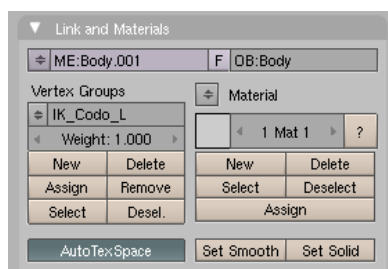 Link and Materials
ME:Body.001 F OB:Body
Vertex Groups
IK_Codo_L
Weight: 1.000
New Delete
Assign Remove
Select Desel.
AutoTexSpace
Material
1 Mat 1 ?
New Delete
Select Deselect
Assign
Set Smooth Set Solid